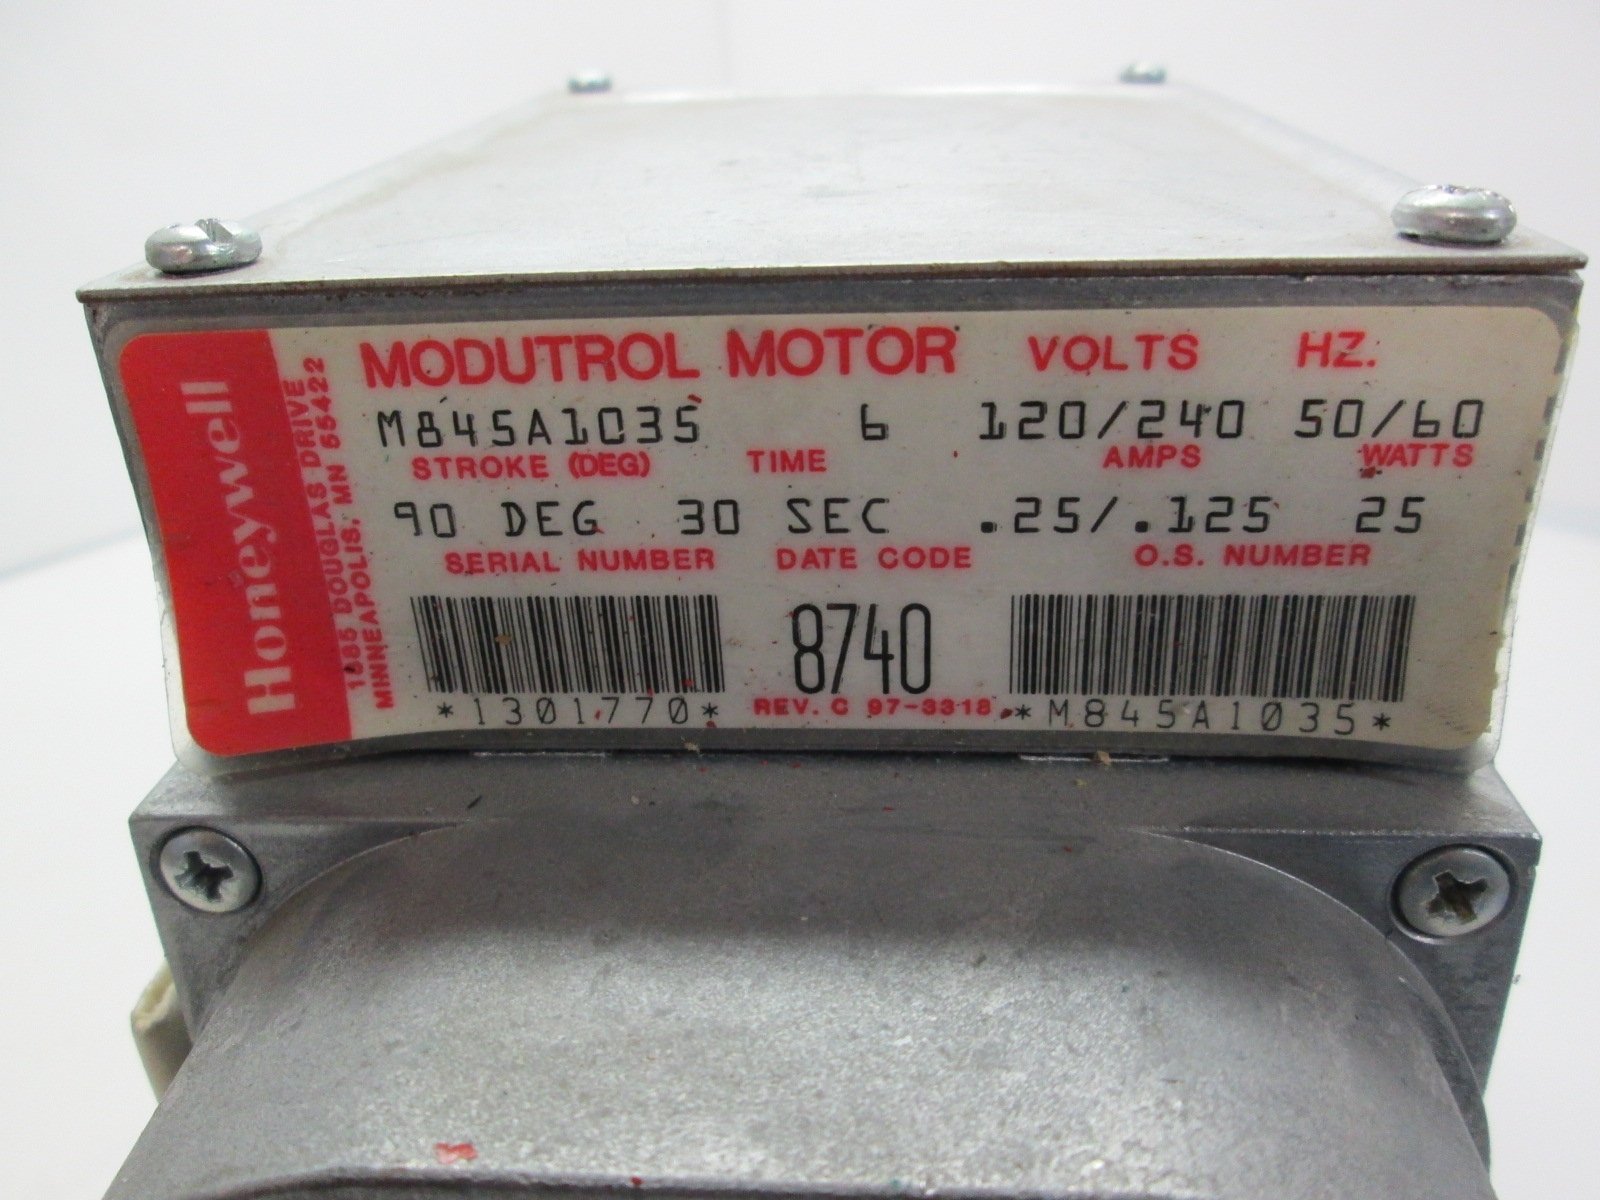 Honeywell
1885 DOUGLAS DRIVE
MINNEAPOLIS, MN 55422
MODUTROL MOTOR VOLTS HZ.
M845A1035 6 120/240 50/60
STROKE (DEG) TIME AMPS WATTS
90 DEG 30 SEC .25/.125 25
SERIAL NUMBER DATE CODE O.S. NUMBER
8740
*1301770* REV. C 97-3318 *M845A1035*